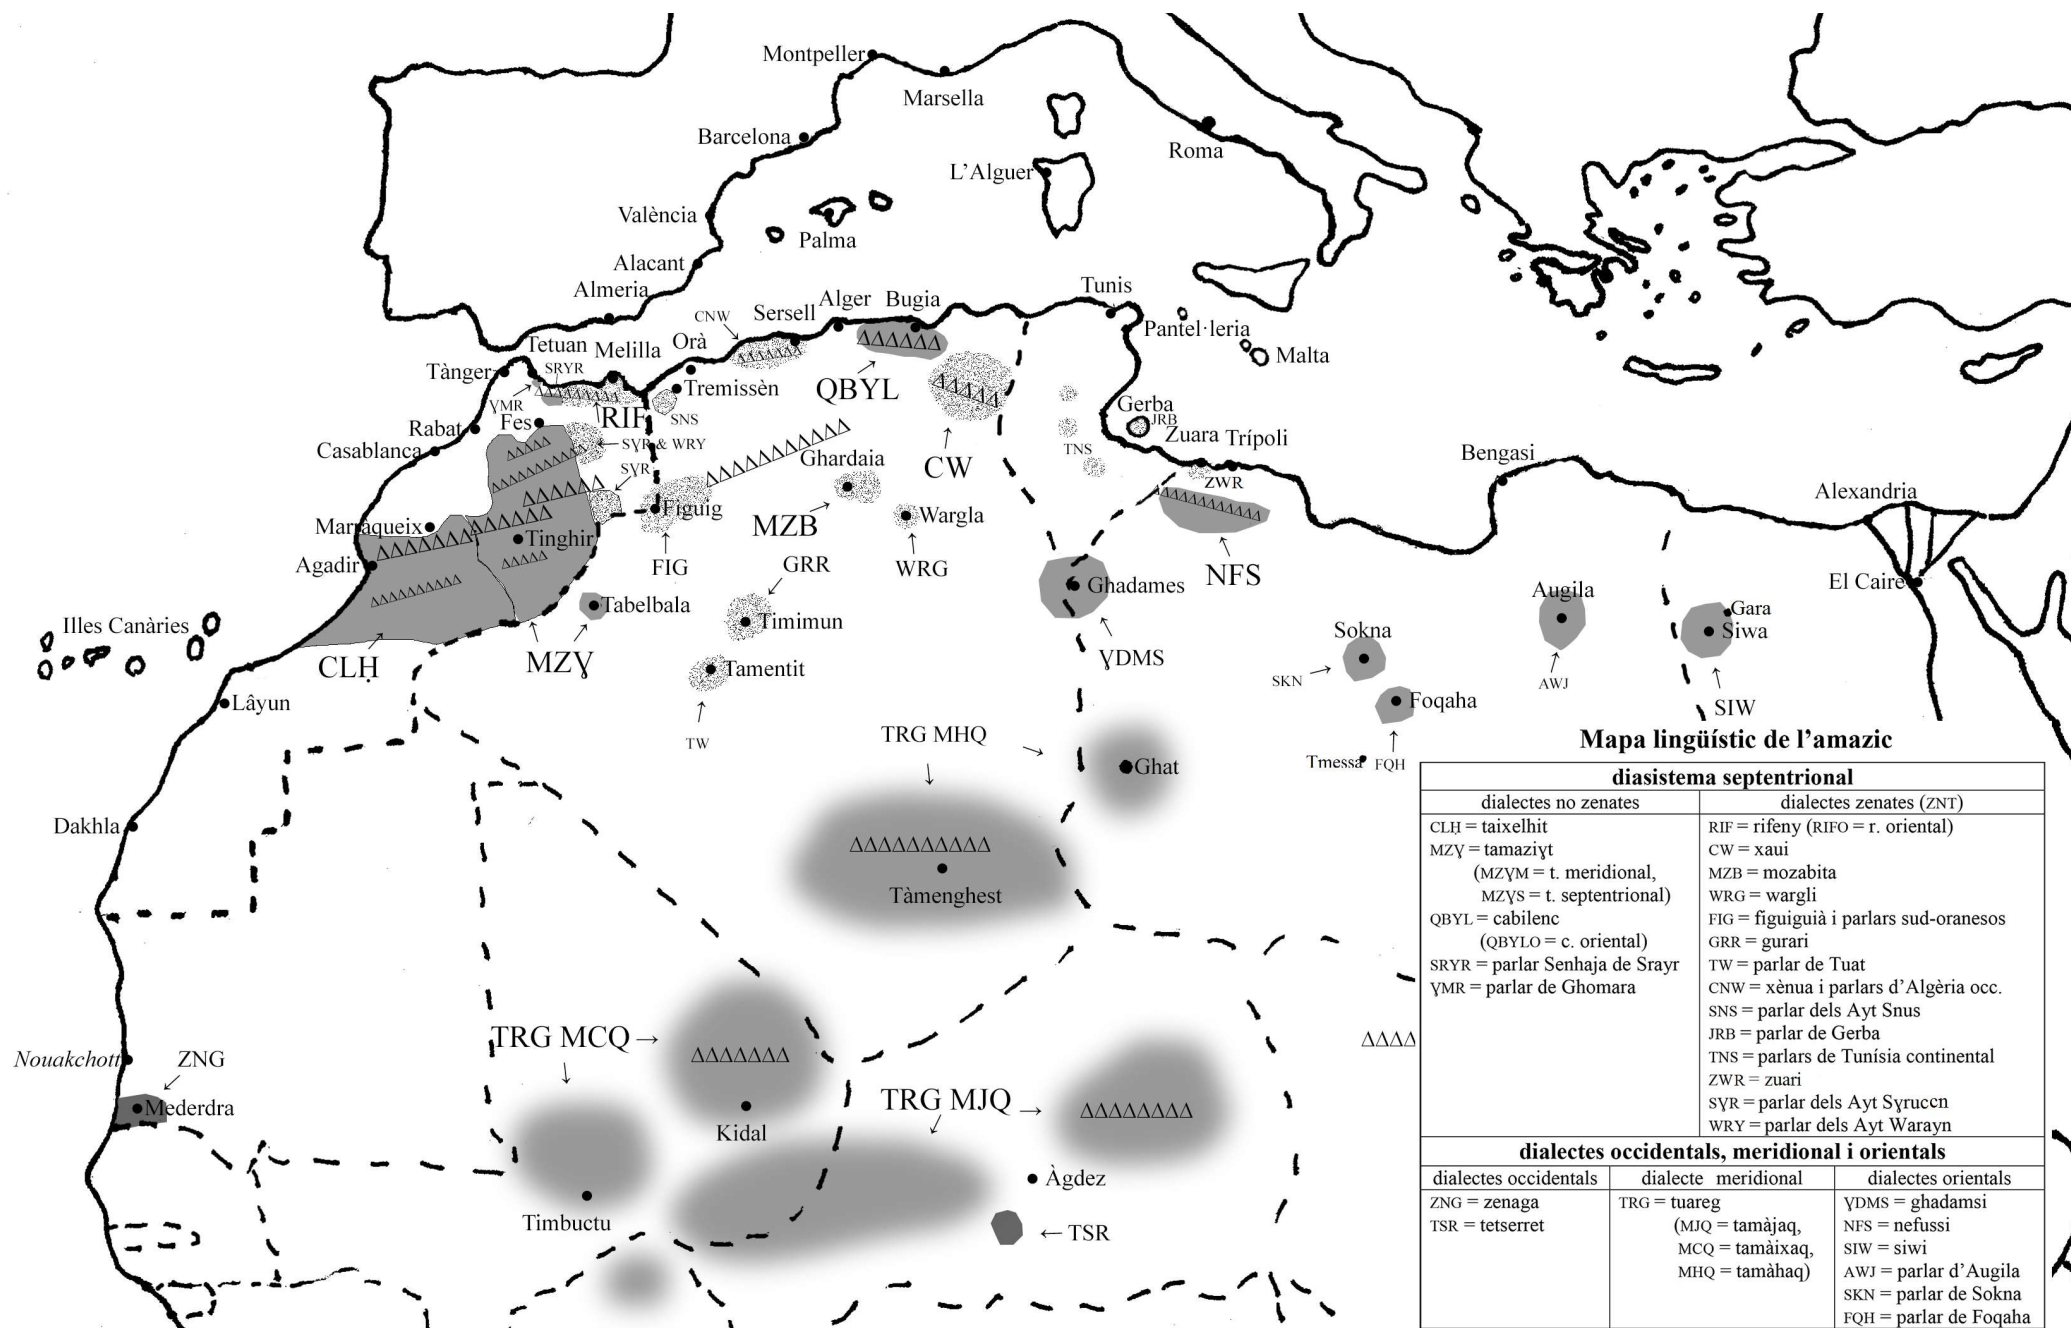 Montpeller
Marsella
Barcelona
Roma
L'Alguer
València
Palma
Alacant
Almeria
Tunis
Alger
Bugia
Sersell
CNW
Pantel·leria
Malta
Orà
Tetuan
Melilla
SRYR
Tànger
Tremissèn
QBYL
ƔMR
RIF
SNS
Gerba
JRB
Rabat
Fes
SƔR & WRY
Zuara
Trípoli
TNS
Casablanca
SƔR
Ghardaia
CW
Bengasi
ZWR
MZƔ
Figuig
Alexandria
Marràqueix
MZB
Wargla
Tinghir
Agadir
FIG
GRR
WRG
NFS
El Caire
Ghadames
Augila
Tabelbala
Gara
Illes Canàries
Timimun
Siwa
Sokna
CLḤ
MZƔ
ƔDMS
Tamentit
SKN
AWJ
Lâyun
Foqaha
SIW
TW
TRG MHQ
Tmessa
FQH
Ghat
Dakhla
Tàmenghest
TRG MCQ
Nouakchott
ZNG
Mederdra
TRG MJQ
Kidal
Àgdez
Timbuctu
TSR
Mapa lingüístic de l'amazic
diasistema septentrional
dialectes no zenates
CLḤ = taixelhit
MZƔ = tamaziɣt
(MZƔM = t. meridional,
MZƔS = t. septentrional)
QBYL = cabilenc
(QBYLO = c. oriental)
SRYR = parlar Senhaja de Srayr
ƔMR = parlar de Ghomara
dialectes zenates (ZNT)
RIF = rifeny (RIFO = r. oriental)
CW = xaui
MZB = mozabita
WRG = wargli
FIG = figuiguià i parlars sud-oranesos
GRR = gurari
TW = parlar de Tuat
CNW = xènua i parlars d'Algèria occ.
SNS = parlar dels Ayt Snus
JRB = parlar de Gerba
TNS = parlars de Tunísia continental
ZWR = zuari
SƔR = parlar dels Ayt Sɣruccn
WRY = parlar dels Ayt Warayn
dialectes occidentals, meridional i orientals
dialectes occidentals
ZNG = zenaga
TSR = tetserret
dialecte meridional
TRG = tuareg
(MJQ = tamàjaq,
MCQ = tamàixaq,
MHQ = tamàhaq)
dialectes orientals
ƔDMS = ghadamsi
NFS = nefussi
SIW = siwi
AWJ = parlar d'Augila
SKN = parlar de Sokna
FQH = parlar de Foqaha